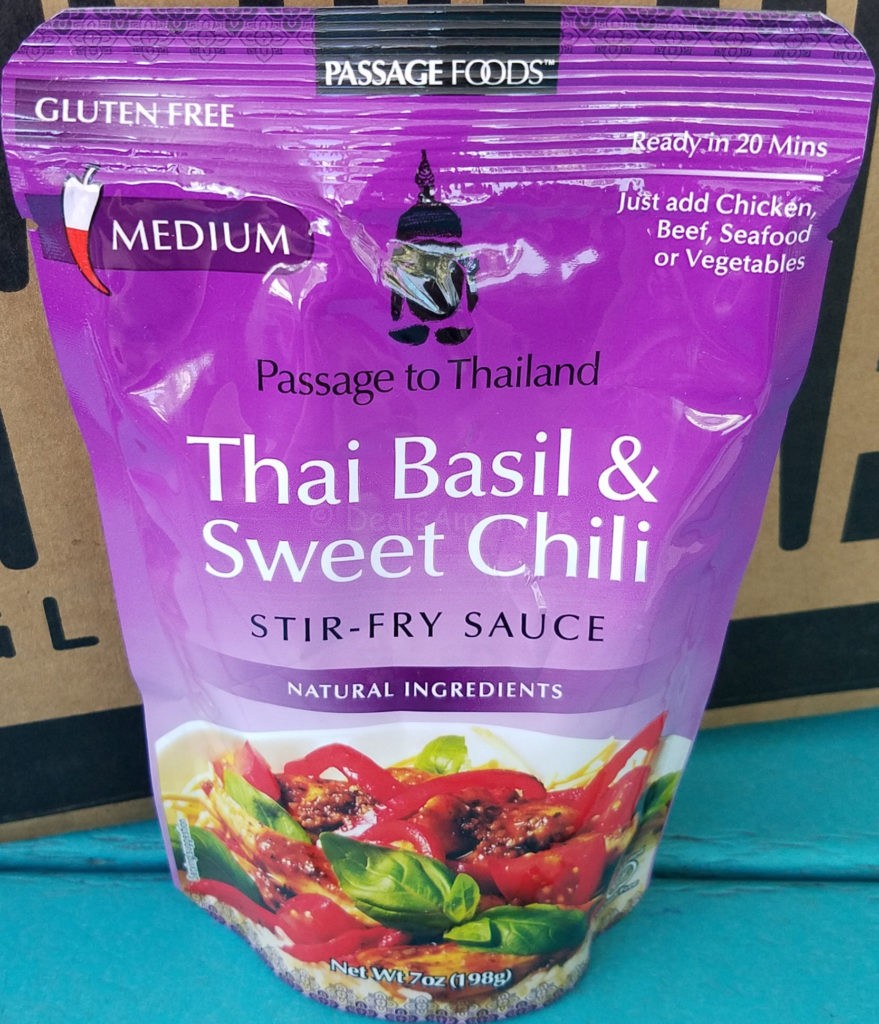 PASSAGE FOODS™
GLUTEN FREE
Ready in 20 Mins
MEDIUM
Just add Chicken,
Beef, Seafood
or Vegetables
Passage to Thailand
Thai Basil &
Sweet Chili
STIR-FRY SAUCE
NATURAL INGREDIENTS
Net Wt 7oz (198g)